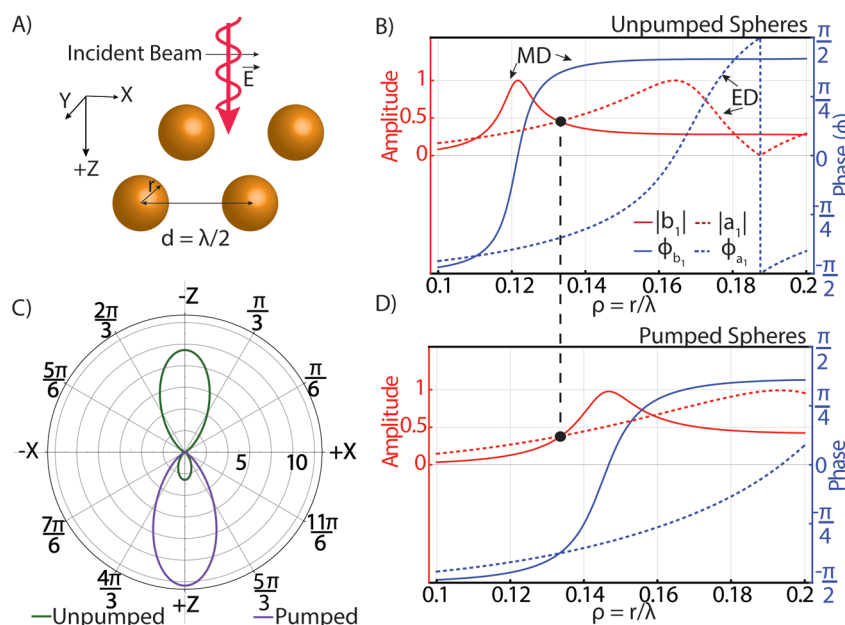 A)
Incident Beam
E
Y
X
+Z
r
d = λ/2
B)
Unpumped Spheres
MD
ED
Amplitude
1
0.5
0
Phase (ϕ)
π/2
π/4
0
-π/4
-π/2
|b₁|
|a₁|
ϕb₁
ϕa₁
0.1
0.12
0.14
0.16
0.18
0.2
ρ = r/λ
C)
-Z
2π/3
π/3
5π/6
π/6
-X
5
10
+X
7π/6
11π/6
4π/3
5π/3
+Z
Unpumped
Pumped
D)
Pumped Spheres
Amplitude
1
0.5
0
Phase
π/2
π/4
0
-π/4
-π/2
0.1
0.12
0.14
0.16
0.18
0.2
ρ = r/λ